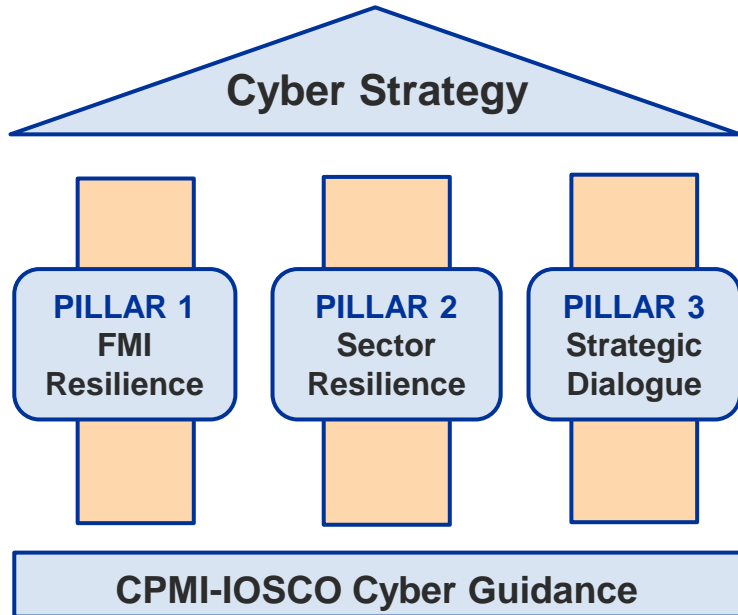 Cyber Strategy
PILLAR 1
FMI
Resilience
PILLAR 2
Sector
Resilience
PILLAR 3
Strategic
Dialogue
CPMI-IOSCO Cyber Guidance